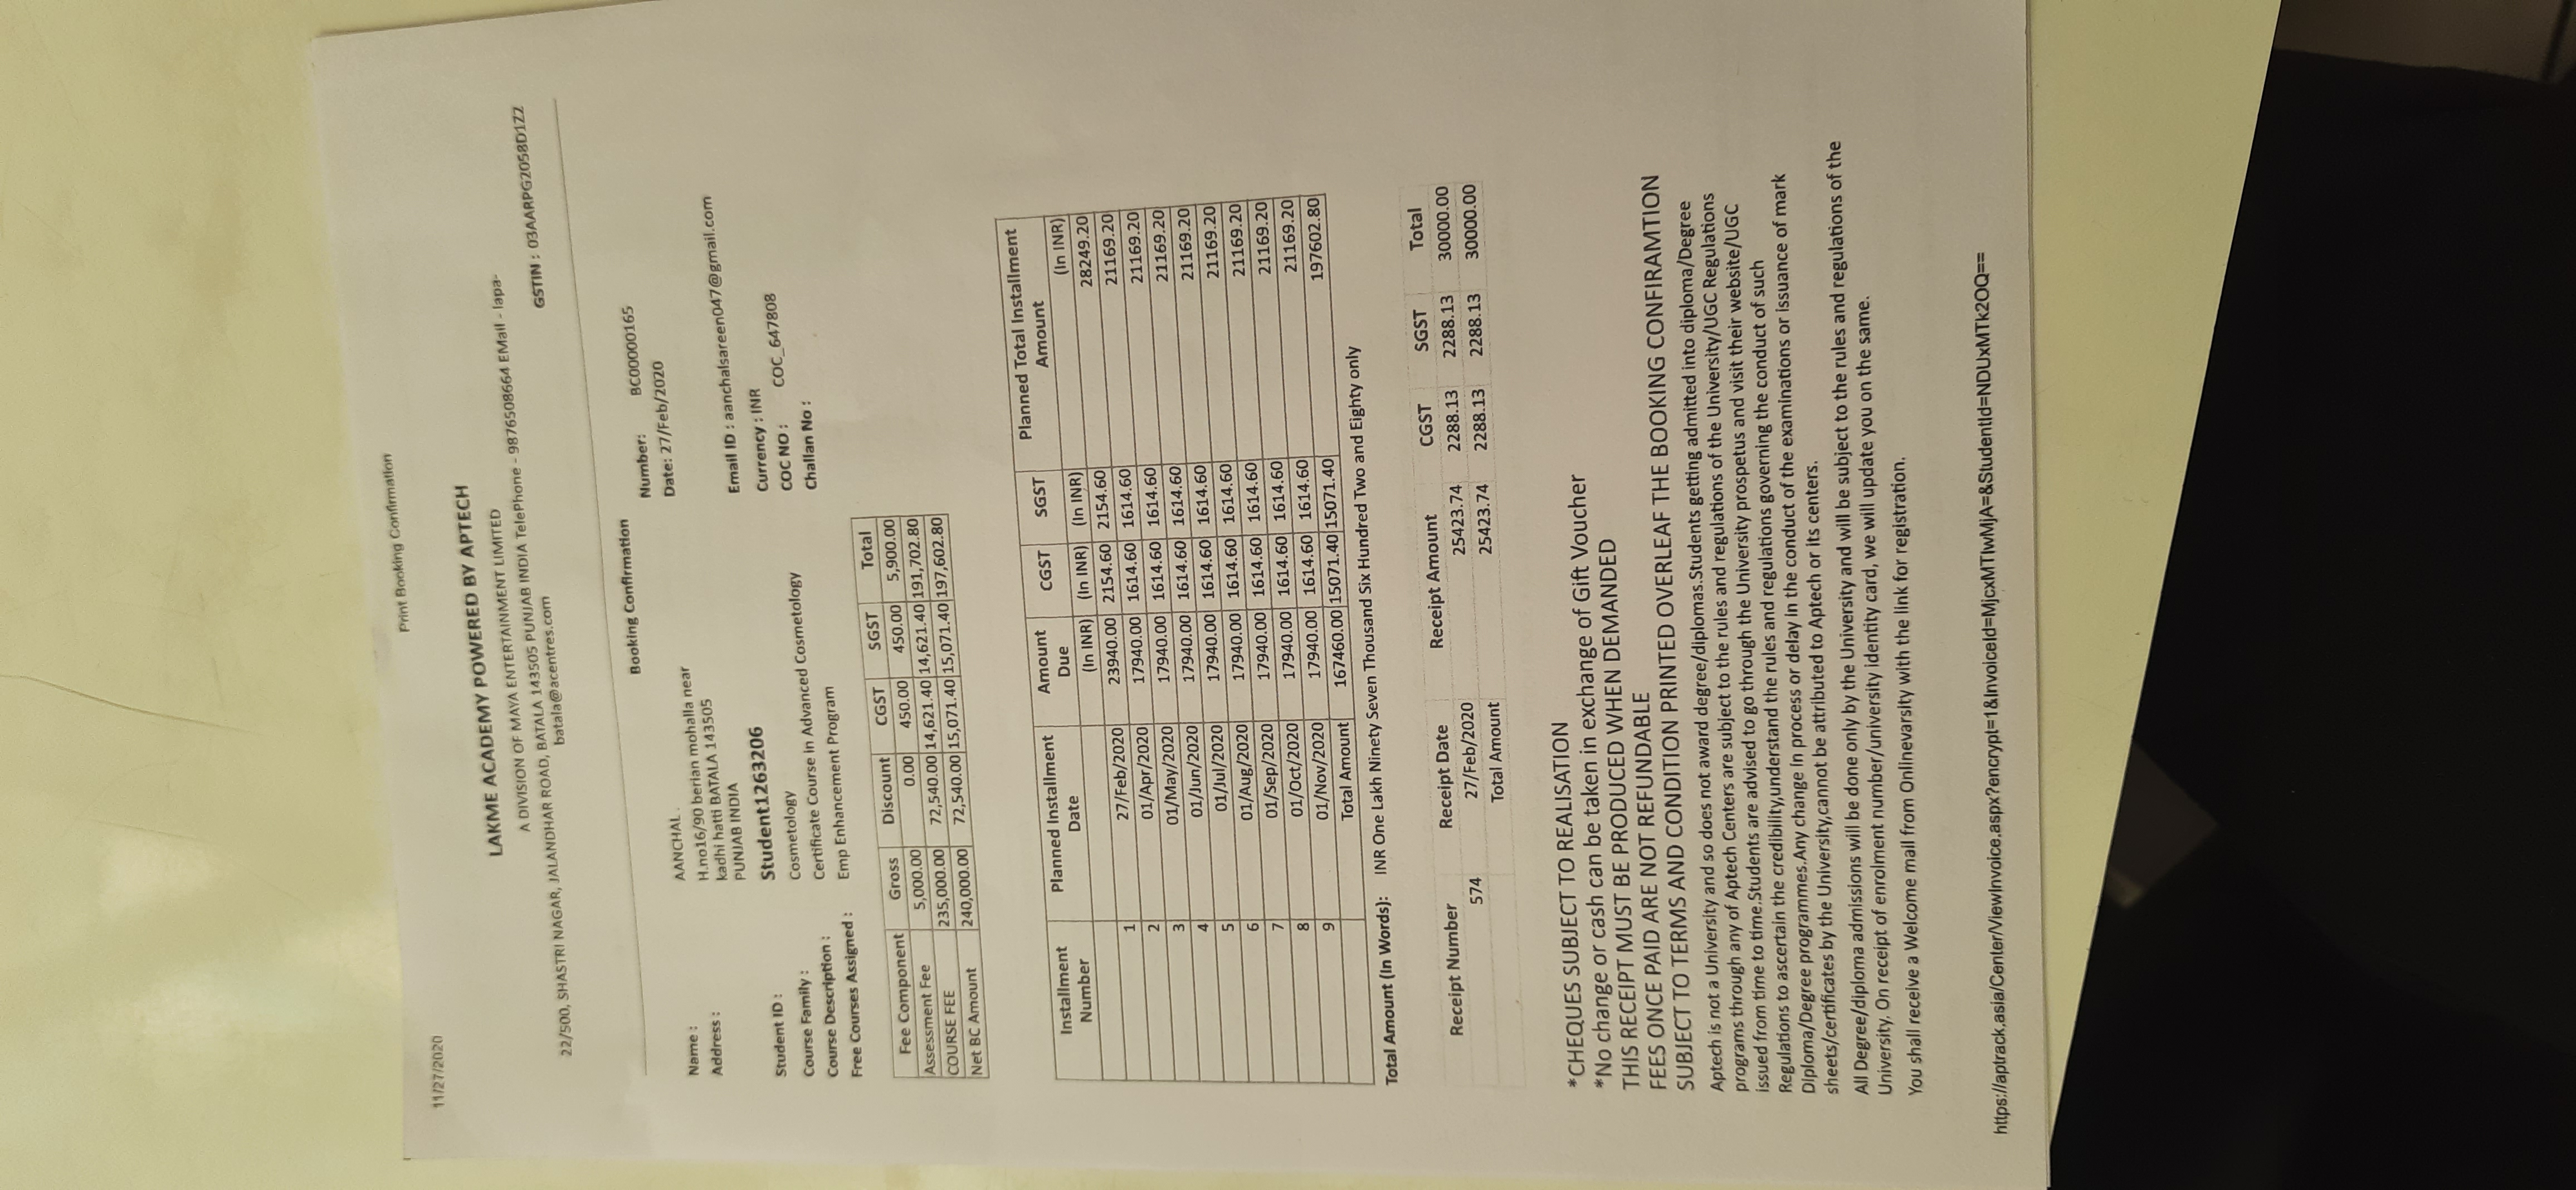 11/27/2020
Print Booking Confirmation
LAKME ACADEMY POWERED BY APTECH
A DIVISION OF MAYA ENTERTAINMENT LIMITED
22/500, SHASTRI NAGAR, JALANDHAR ROAD, BATALA 143505 PUNJAB INDIA TelePhone - 9876508664 EMail - lapa-
batala@acentres.com
GSTIN : 03AARPG2058D1ZZ
Booking Confirmation
Number: BC00000165
Date: 27/Feb/2020
Name : AANCHAL .
Address : H.no16/90 berian mohalla near
kadhi hatti BATALA 143505
PUNJAB INDIA
Email ID : aanchalsareen047@gmail.com
Student ID : Student1263206
Currency : INR
Course Family : Cosmetology
COC NO : COC_647808
Course Description : Certificate Course in Advanced Cosmetology
Challan No :
Free Courses Assigned : Emp Enhancement Program
Fee Component Gross Discount CGST SGST Total
Assessment Fee 5,000.00 0.00 450.00 450.00 5,900.00
COURSE FEE 235,000.00 72,540.00 14,621.40 14,621.40 191,702.80
Net BC Amount 240,000.00 72,540.00 15,071.40 15,071.40 197,602.80
Installment Number Planned Installment Date Amount Due CGST SGST Planned Total Installment Amount
(In INR) (In INR) (In INR) (In INR)
1 27/Feb/2020 23940.00 2154.60 2154.60 28249.20
2 01/Apr/2020 17940.00 1614.60 1614.60 21169.20
3 01/May/2020 17940.00 1614.60 1614.60 21169.20
4 01/Jun/2020 17940.00 1614.60 1614.60 21169.20
5 01/Jul/2020 17940.00 1614.60 1614.60 21169.20
6 01/Aug/2020 17940.00 1614.60 1614.60 21169.20
7 01/Sep/2020 17940.00 1614.60 1614.60 21169.20
8 01/Oct/2020 17940.00 1614.60 1614.60 21169.20
9 01/Nov/2020 17940.00 1614.60 1614.60 21169.20
Total Amount 167460.00 15071.40 15071.40 197602.80
Total Amount (In Words): INR One Lakh Ninety Seven Thousand Six Hundred Two and Eighty only
Receipt Number Receipt Date Receipt Amount CGST SGST Total
574 27/Feb/2020 25423.74 2288.13 2288.13 30000.00
Total Amount 25423.74 2288.13 2288.13 30000.00
*CHEQUES SUBJECT TO REALISATION
*No change or cash can be taken in exchange of Gift Voucher
THIS RECEIPT MUST BE PRODUCED WHEN DEMANDED
FEES ONCE PAID ARE NOT REFUNDABLE
SUBJECT TO TERMS AND CONDITION PRINTED OVERLEAF THE BOOKING CONFIRAMTION
Aptech is not a University and so does not award degree/diplomas.Students getting admitted into diploma/Degree
programs through any of Aptech Centers are subject to the rules and regulations of the University/UGC Regulations
issued from time to time.Students are advised to go through the University prospetus and visit their website/UGC
Regulations to ascertain the credibility,understand the rules and regulations governing the conduct of such
Diploma/Degree programmes.Any change in process or delay in the conduct of the examinations or issuance of mark
sheets/certificates by the University,cannot be attributed to Aptech or its centers.
All Degree/diploma admissions will be done only by the University and will be subject to the rules and regulations of the
University. On receipt of enrolment number/university identity card, we will update you on the same.
You shall receive a Welcome mail from Onlinevarsity with the link for registration.
https://aptrack.asia/Center/ViewInvoice.aspx?encrypt=1&InvoiceId=MjcxMTIwMjA=&StudentId=NDUxMTk2OQ==